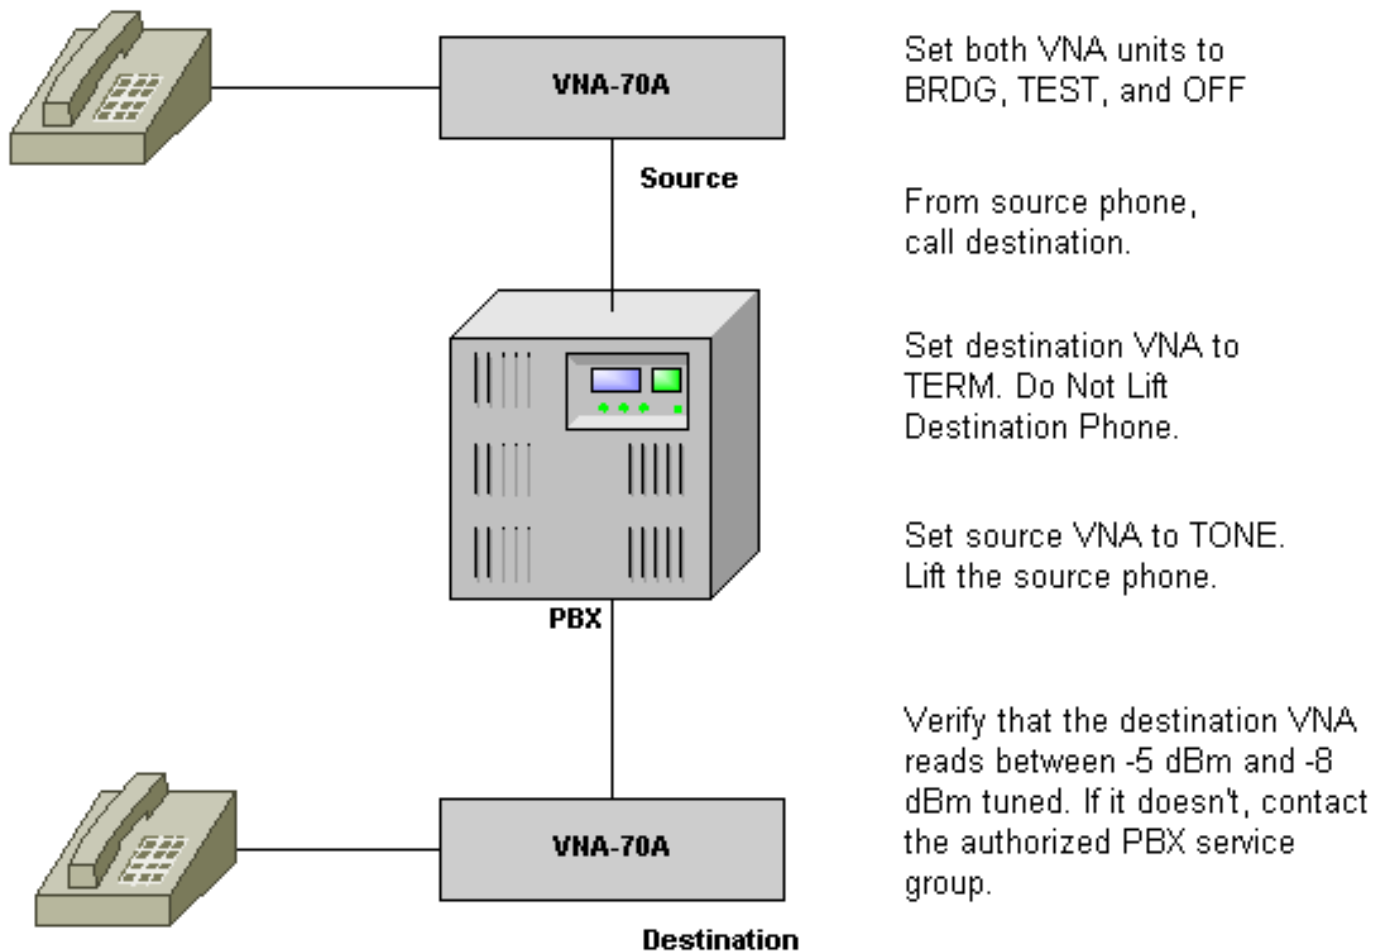 VNA-70A
Source
PBX
VNA-70A
Destination
Set both VNA units to
BRDG, TEST, and OFF
From source phone,
call destination.
Set destination VNA to
TERM. Do Not Lift
Destination Phone.
Set source VNA to TONE.
Lift the source phone.
Verify that the destination VNA
reads between -5 dBm and -8
dBm tuned. If it doesn't, contact
the authorized PBX service
group.